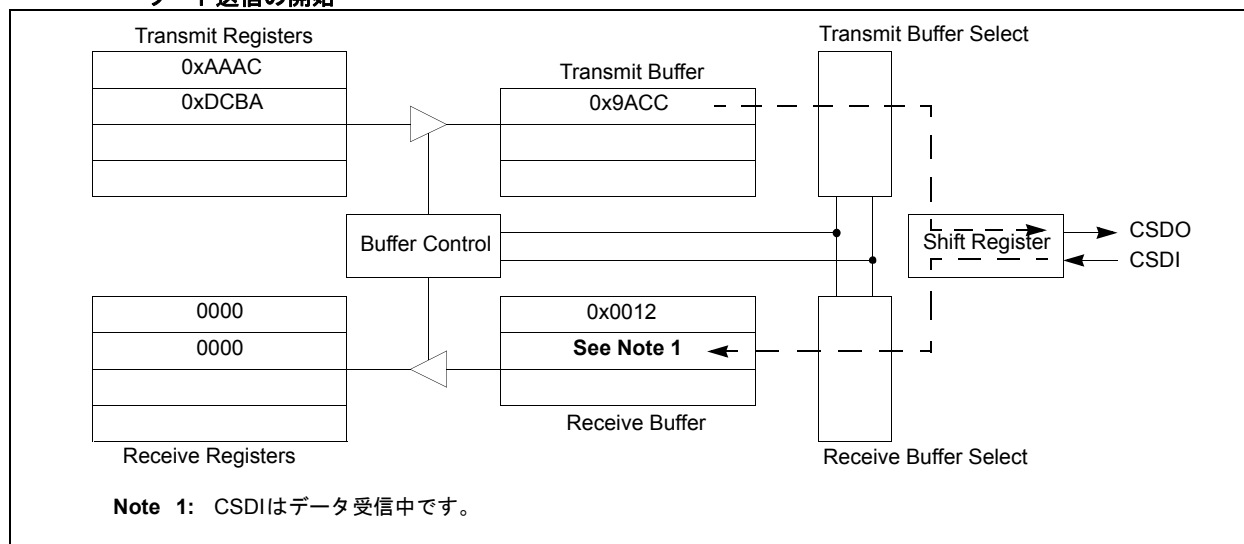 Transmit Registers
Transmit Buffer Select
0xAAAC
Transmit Buffer
0xDCBA
0x9ACC
Buffer Control
Shift Register
CSDO
CSDI
0000
0x0012
0000
See Note 1
Receive Buffer
Receive Registers
Receive Buffer Select
Note 1: CSDIはデータ受信中です。